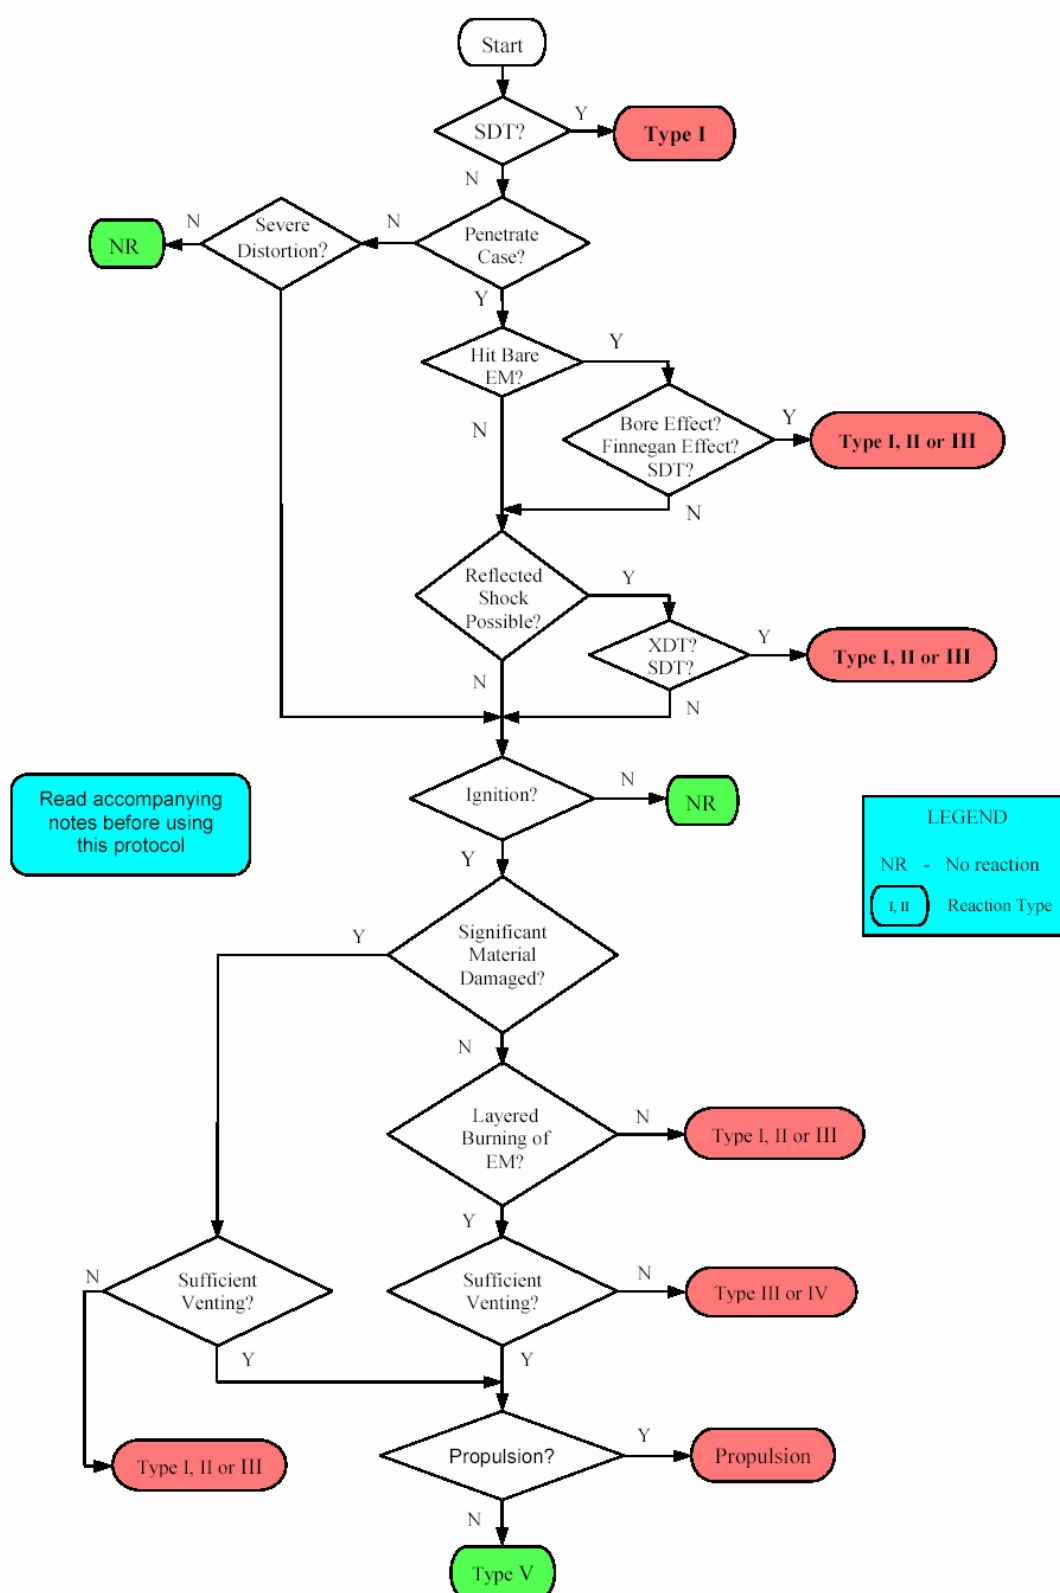 Start
SDT?
Y
Type I
N
Severe
Distortion?
N
NR
N
Penetrate
Case?
Y
Hit Bare
EM?
Y
N
Bore Effect?
Finnegan Effect?
SDT?
Y
Type I, II or III
N
Reflected
Shock
Possible?
Y
N
XDT?
SDT?
Y
Type I, II or III
N
Ignition?
N
NR
Y
Read accompanying
notes before using
this protocol
LEGEND
NR - No reaction
I, II Reaction Type
Significant
Material
Damaged?
Y
N
Layered
Burning of
EM?
N
Type I, II or III
Y
Sufficient
Venting?
N
Y
Sufficient
Venting?
N
Type III or IV
Y
Type I, II or III
Propulsion?
Y
Propulsion
N
Type V